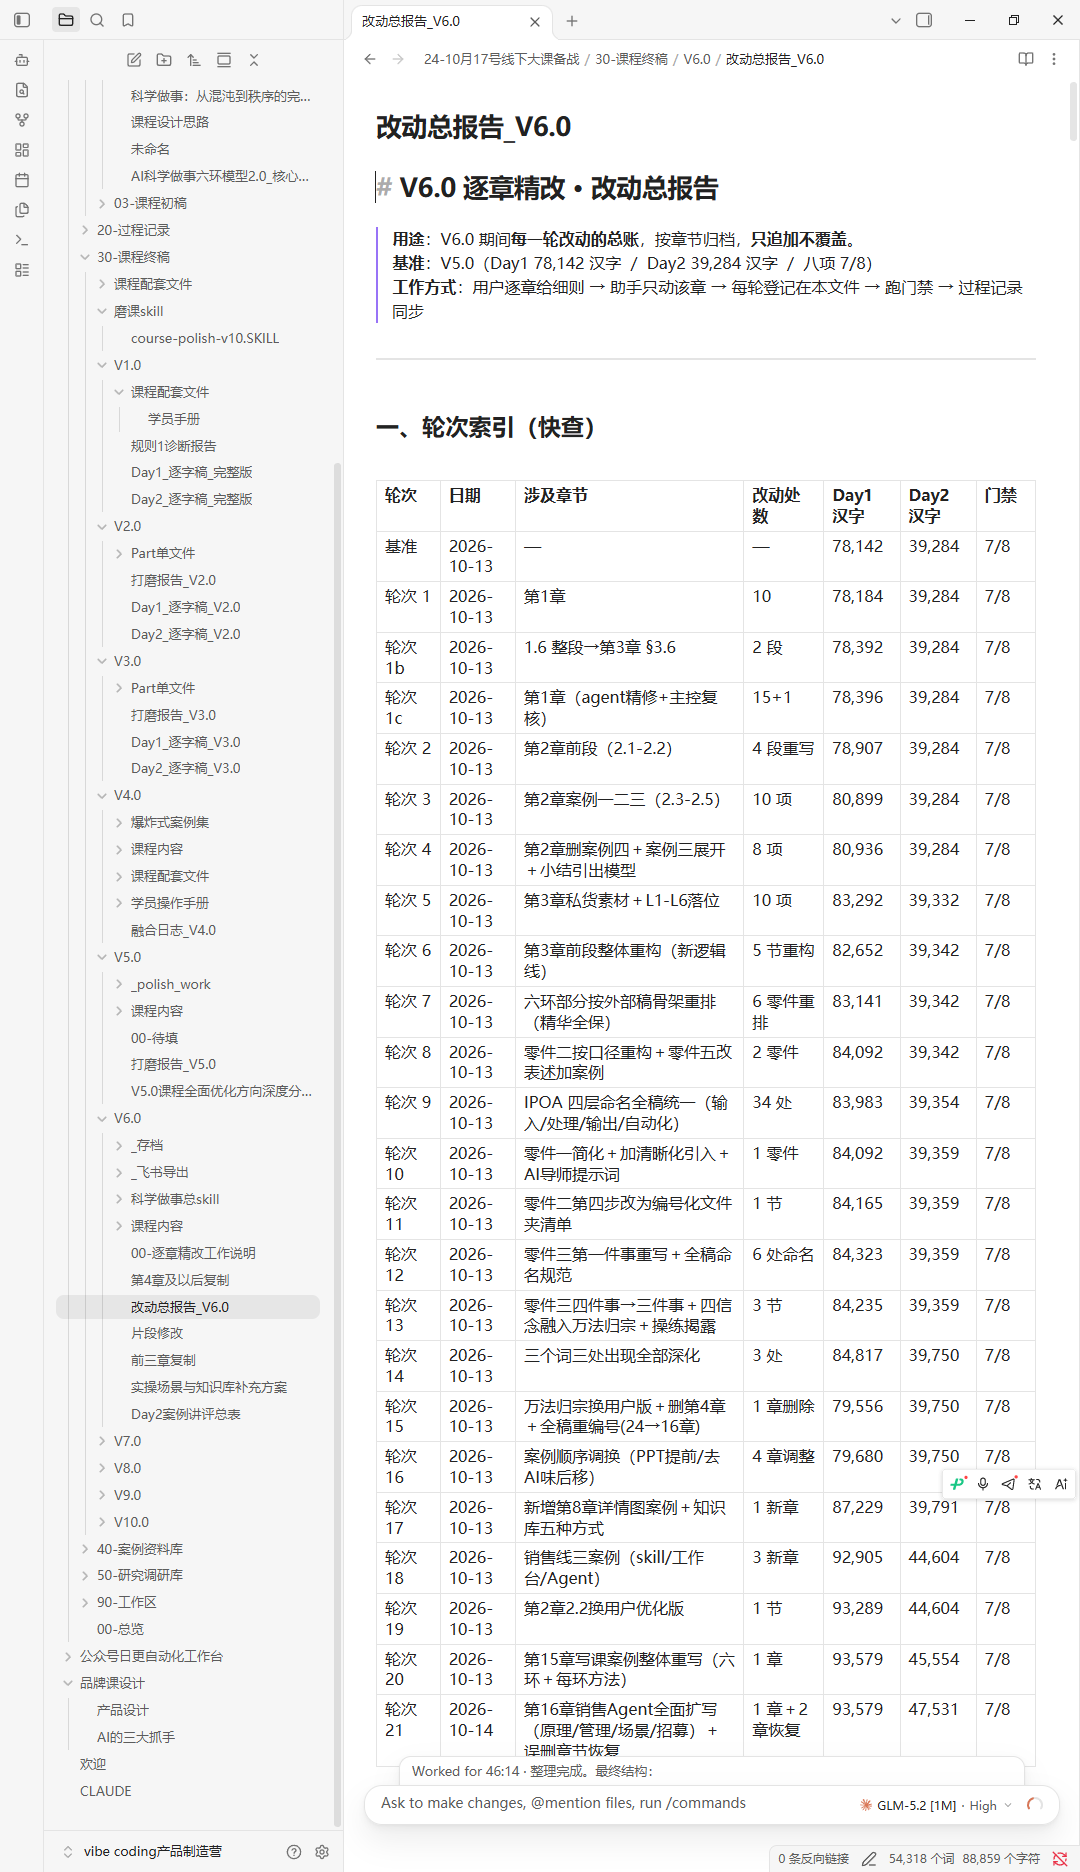 改动总报告_V6.0
24-10月17号线下大课备战 / 30-课程终稿 / V6.0 / 改动总报告_V6.0
科学做事：从混沌到秩序的完...
课程设计思路
未命名
AI科学做事六环模型2.0_核心...
03-课程初稿
20-过程记录
30-课程终稿
课程配套文件
磨课skill
course-polish-v10.SKILL
V1.0
课程配套文件
学员手册
规则1诊断报告
Day1_逐字稿_完整版
Day2_逐字稿_完整版
V2.0
Part单文件
打磨报告_V2.0
Day1_逐字稿_V2.0
Day2_逐字稿_V2.0
V3.0
Part单文件
打磨报告_V3.0
Day1_逐字稿_V3.0
Day2_逐字稿_V3.0
V4.0
爆炸式案例集
课程内容
课程配套文件
学员操作手册
融合日志_V4.0
V5.0
_polish_work
课程内容
00-待填
打磨报告_V5.0
V5.0课程全面优化方向深度分...
V6.0
_存档
_飞书导出
科学做事总skill
课程内容
00-逐章精改工作说明
第4章及以后复制
改动总报告_V6.0
片段修改
前三章复制
实操场景与知识库补充方案
Day2案例讲评总表
V7.0
V8.0
V9.0
V10.0
40-案例资料库
50-研究调研库
90-工作区
00-总览
公众号日更自动化工作台
品牌课设计
产品设计
AI的三大抓手
欢迎
CLAUDE
vibe coding产品制造营
改动总报告_V6.0
# V6.0 逐章精改 · 改动总报告
用途：V6.0 期间每一轮改动的总账，按章节归档，只追加不覆盖。
基准：V5.0（Day1 78,142 汉字 / Day2 39,284 汉字 / 八项 7/8）
工作方式：用户逐章给细则 → 助手只动该章 → 每轮登记在本文件 → 跑门禁 → 过程记录
同步
一、轮次索引（快查）
轮次 日期 涉及章节 改动处数 Day1 汉字 Day2 汉字 门禁
基准 2026-10-13 — — 78,142 39,284 7/8
轮次 1 2026-10-13 第1章 10 78,184 39,284 7/8
轮次 1b 2026-10-13 1.6 整段→第3章 §3.6 2 段 78,392 39,284 7/8
轮次 1c 2026-10-13 第1章（agent精修+主控复核） 15+1 78,396 39,284 7/8
轮次 2 2026-10-13 第2章前段（2.1-2.2） 4 段重写 78,907 39,284 7/8
轮次 3 2026-10-13 第2章案例一二三（2.3-2.5） 10 项 80,899 39,284 7/8
轮次 4 2026-10-13 第2章删案例四＋案例三展开＋小结引出模型 8 项 80,936 39,284 7/8
轮次 5 2026-10-13 第3章私货素材＋L1-L6落位 10 项 83,292 39,332 7/8
轮次 6 2026-10-13 第3章前段整体重构（新逻辑线） 5 节重构 82,652 39,342 7/8
轮次 7 2026-10-13 六环部分按外部稿骨架重排（精华全保） 6 零件重排 83,141 39,342 7/8
轮次 8 2026-10-13 零件二按口径重构＋零件五改表述加案例 2 零件 84,092 39,342 7/8
轮次 9 2026-10-13 IPOA 四层命名全稿统一（输入/处理/输出/自动化） 34 处 83,983 39,354 7/8
轮次 10 2026-10-13 零件一简化＋加清晰化引入＋AI导师提示词 1 零件 84,092 39,359 7/8
轮次 11 2026-10-13 零件二第四步改为编号化文件夹清单 1 节 84,165 39,359 7/8
轮次 12 2026-10-13 零件三第一件事重写＋全稿命名规范 6 处命名 84,323 39,359 7/8
轮次 13 2026-10-13 零件三四件事→三件事＋四信念融入万法归宗＋操练揭露 3 节 84,235 39,359 7/8
轮次 14 2026-10-13 三个词三处出现全部深化 3 处 84,817 39,750 7/8
轮次 15 2026-10-13 万法归宗换用户版＋删第4章＋全稿重编号(24→16章) 1 章删除 79,556 39,750 7/8
轮次 16 2026-10-13 案例顺序调换（PPT提前/去AI味后移） 4 章调整 79,680 39,750 7/8
轮次 17 2026-10-13 新增第8章详情图案例＋知识库五种方式 1 新章 87,229 39,791 7/8
轮次 18 2026-10-13 销售线三案例（skill/工作台/Agent） 3 新章 92,905 44,604 7/8
轮次 19 2026-10-13 第2章2.2换用户优化版 1 节 93,289 44,604 7/8
轮次 20 2026-10-13 第15章写课案例整体重写（六环＋每环方法） 1 章 93,579 45,554 7/8
轮次 21 2026-10-14 第16章销售Agent全面扩写（原理/管理/场景/招募）＋误删章节恢复 1 章＋2 章恢复 93,579 47,531 7/8
Worked for 46:14 · 整理完成。最终结构：
Ask to make changes, @mention files, run /commands
GLM-5.2 [1M] · High
0 条反向链接 54,318 个词 88,859 个字符